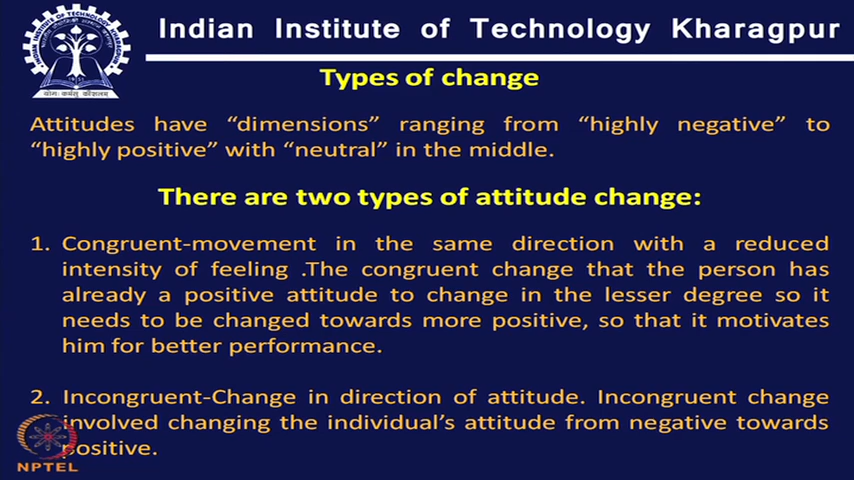 Indian Institute of Technology Kharagpur
Types of change
Attitudes have “dimensions” ranging from “highly negative” to
“highly positive” with “neutral” in the middle.
There are two types of attitude change:
1. Congruent-movement in the same direction with a reduced
intensity of feeling .The congruent change that the person has
already a positive attitude to change in the lesser degree so it
needs to be changed towards more positive, so that it motivates
him for better performance.
2. Incongruent-Change in direction of attitude. Incongruent change
involved changing the individual’s attitude from negative towards
positive.
NPTEL